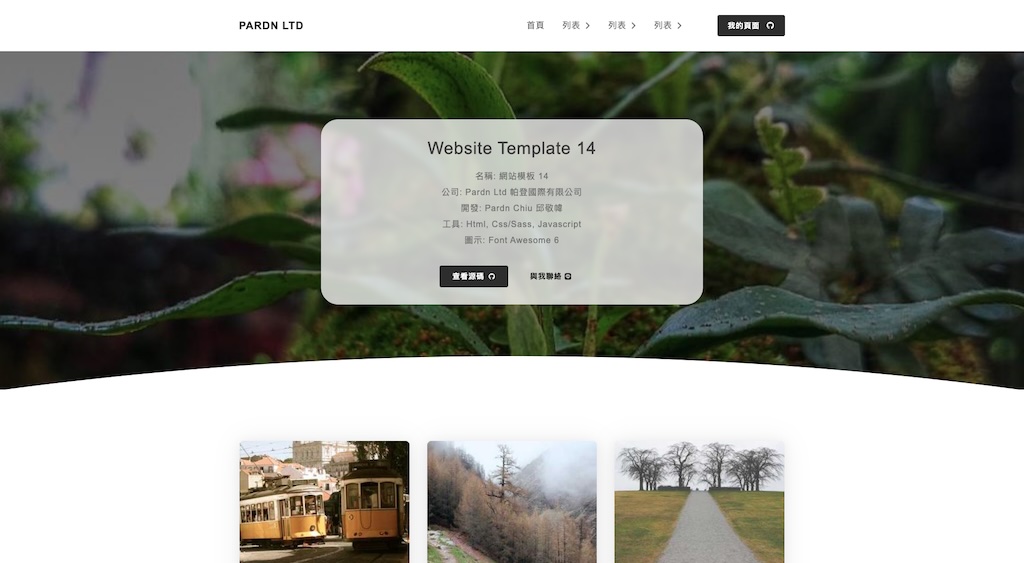 PARDN LTD
首頁 列表 列表 列表 我的頁面
Website Template 14
名稱: 網站模板 14
公司: Pardn Ltd 帕登國際有限公司
開發: Pardn Chiu 邱敬幃
工具: Html, Css/Sass, Javascript
圖示: Font Awesome 6
查看源碼 與我聯絡